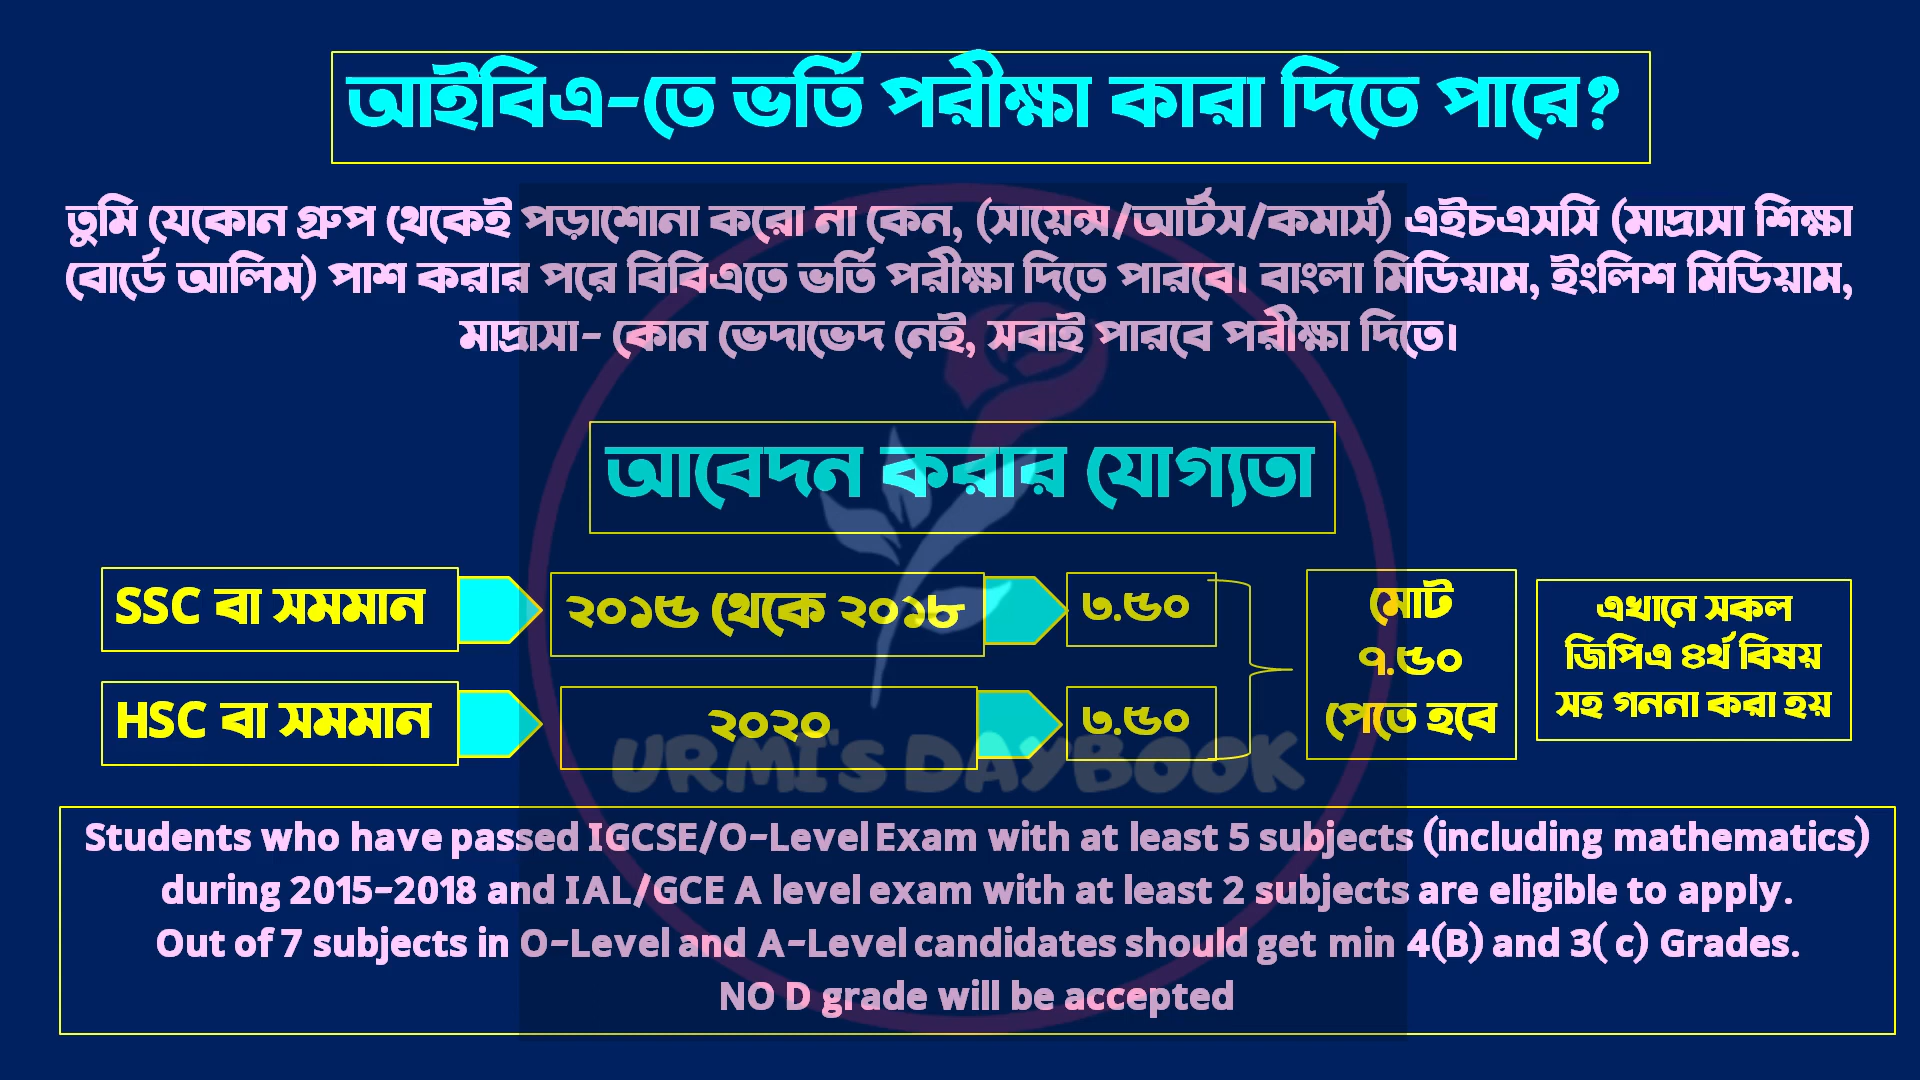 আইবিএ-তে ভর্তি পরীক্ষা কারা দিতে পারে?
তুমি যেকোন গ্রুপ থেকেই পড়াশোনা করো না কেন, (সায়েন্স/আর্টস/কমার্স) এইচএসসি (মাদ্রাসা শিক্ষা
বোর্ডে আলিম) পাশ করার পরে বিবিএতে ভর্তি পরীক্ষা দিতে পারবে। বাংলা মিডিয়াম, ইংলিশ মিডিয়াম,
মাদ্রাসা- কোন ভেদাভেদ নেই, সবাই পারবে পরীক্ষা দিতে।
আবেদন করার যোগ্যতা
SSC বা সমমান
২০১৫ থেকে ২০১৮
৩.৫০
HSC বা সমমান
২০২০
৩.৫০
মোট
৭.৫০
পেতে হবে
এখানে সকল
জিপিএ ৪র্থ বিষয়
সহ গননা করা হয়
URMI'S DAYBOOK
Students who have passed IGCSE/O-Level Exam with at least 5 subjects (including mathematics)
during 2015-2018 and IAL/GCE A level exam with at least 2 subjects are eligible to apply.
Out of 7 subjects in O-Level and A-Level candidates should get min 4(B) and 3( c) Grades.
NO D grade will be accepted